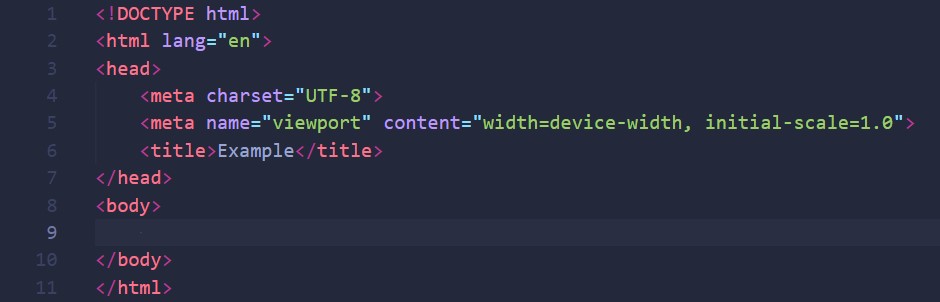 1 <!DOCTYPE html>
2 <html lang="en">
3 <head>
4     <meta charset="UTF-8">
5     <meta name="viewport" content="width=device-width, initial-scale=1.0">
6     <title>Example</title>
7 </head>
8 <body>
9
10 </body>
11 </html>